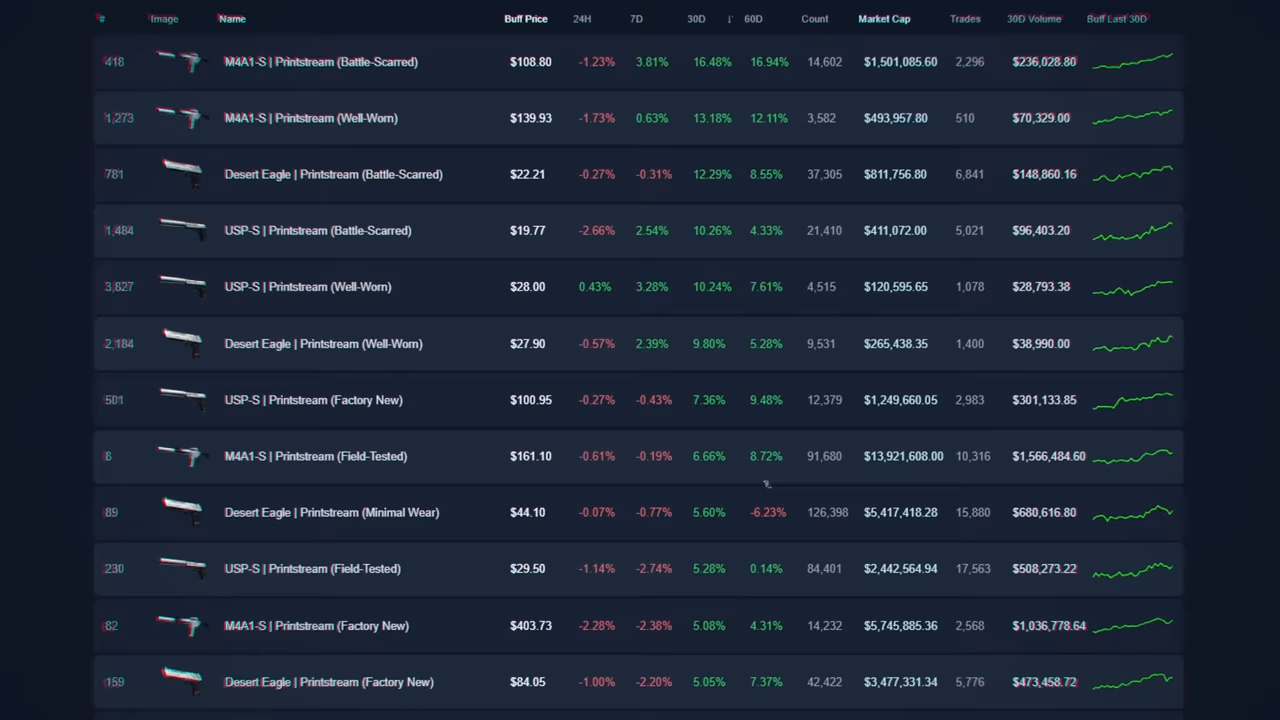 # Image Name Buff Price 24H 7D 30D ↓ 60D Count Market Cap Trades 30D Volume Buff Last 30D
418 M4A1-S | Printstream (Battle-Scarred) $108.80 -1.23% 3.81% 16.48% 16.94% 14,602 $1,501,085.60 2,296 $236,028.80
1,273 M4A1-S | Printstream (Well-Worn) $139.93 -1.73% 0.63% 13.18% 12.11% 3,582 $493,957.80 510 $70,329.00
781 Desert Eagle | Printstream (Battle-Scarred) $22.21 -0.27% -0.31% 12.29% 8.55% 37,305 $811,756.80 6,841 $148,860.16
1,484 USP-S | Printstream (Battle-Scarred) $19.77 -2.66% 2.54% 10.26% 4.33% 21,410 $411,072.00 5,021 $96,403.20
3,827 USP-S | Printstream (Well-Worn) $28.00 0.43% 3.28% 10.24% 7.61% 4,515 $120,595.65 1,078 $28,793.38
2,184 Desert Eagle | Printstream (Well-Worn) $27.90 -0.57% 2.39% 9.80% 5.28% 9,531 $265,438.35 1,400 $38,990.00
501 USP-S | Printstream (Factory New) $100.95 -0.27% -0.43% 7.36% 9.48% 12,379 $1,249,660.05 2,983 $301,133.85
8 M4A1-S | Printstream (Field-Tested) $161.10 -0.61% -0.19% 6.66% 8.72% 91,680 $13,921,608.00 10,316 $1,566,484.60
89 Desert Eagle | Printstream (Minimal Wear) $44.10 -0.07% -0.77% 5.60% -6.23% 126,398 $5,417,418.28 15,880 $680,616.80
230 USP-S | Printstream (Field-Tested) $29.50 -1.14% -2.74% 5.28% 0.14% 84,401 $2,442,564.94 17,563 $508,273.22
82 M4A1-S | Printstream (Factory New) $403.73 -2.28% -2.38% 5.08% 4.31% 14,232 $5,745,885.36 2,568 $1,036,778.64
159 Desert Eagle | Printstream (Factory New) $84.05 -1.00% -2.20% 5.05% 7.37% 42,422 $3,477,331.34 5,776 $473,458.72